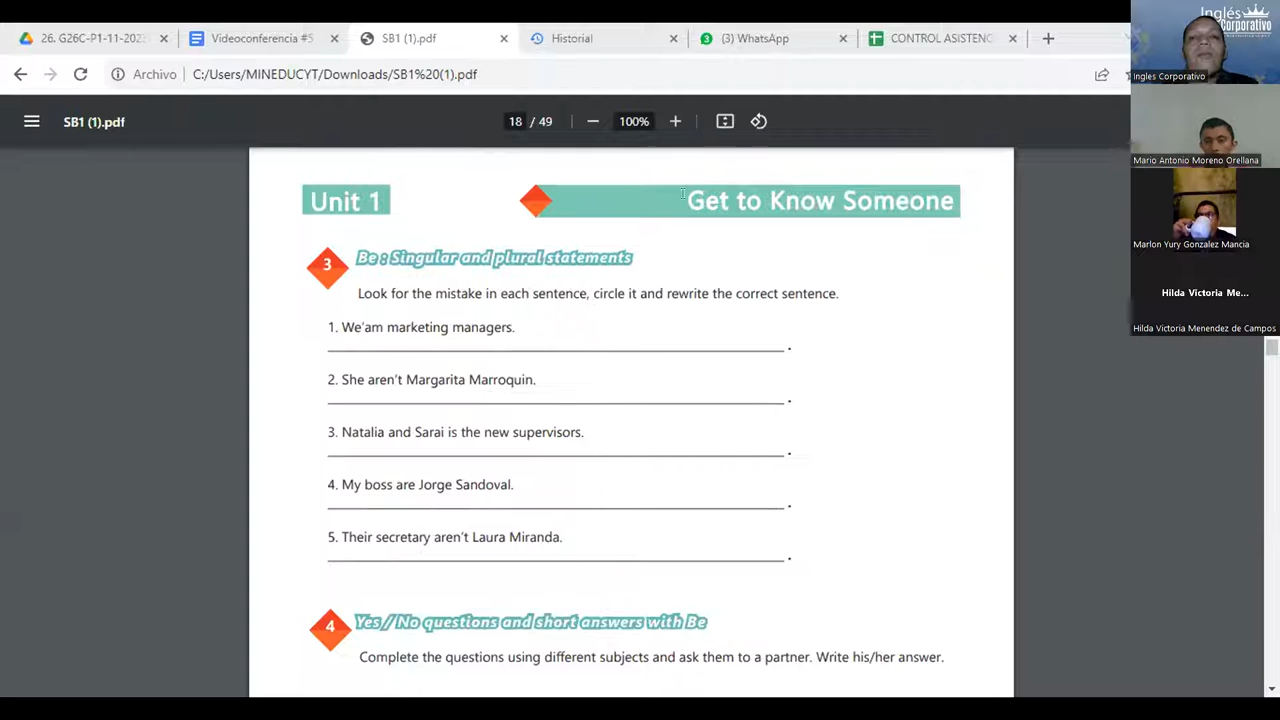 26. G26C-P1-11-202
Videoconferencia #5
SB1 (1).pdf
Historial
(3) WhatsApp
CONTROL ASISTENC
Archivo
C:/Users/MINEDUCYT/Downloads/SB1%20(1).pdf
SB1 (1).pdf
18 / 49
100%
Unit 1
Get to Know Someone
3
Be : Singular and plural statements
Look for the mistake in each sentence, circle it and rewrite the correct sentence.
1. We'am marketing managers.
2. She aren't Margarita Marroquin.
3. Natalia and Sarai is the new supervisors.
4. My boss are Jorge Sandoval.
5. Their secretary aren't Laura Miranda.
4
Yes / No questions and short answers with Be
Complete the questions using different subjects and ask them to a partner. Write his/her answer.
Inglés
Corporativo
Ingles Corporativo
Mario Antonio Moreno Orellana
Marlon Yury Gonzalez Mancia
Hilda Victoria Me...
Hilda Victoria Menendez de Campos